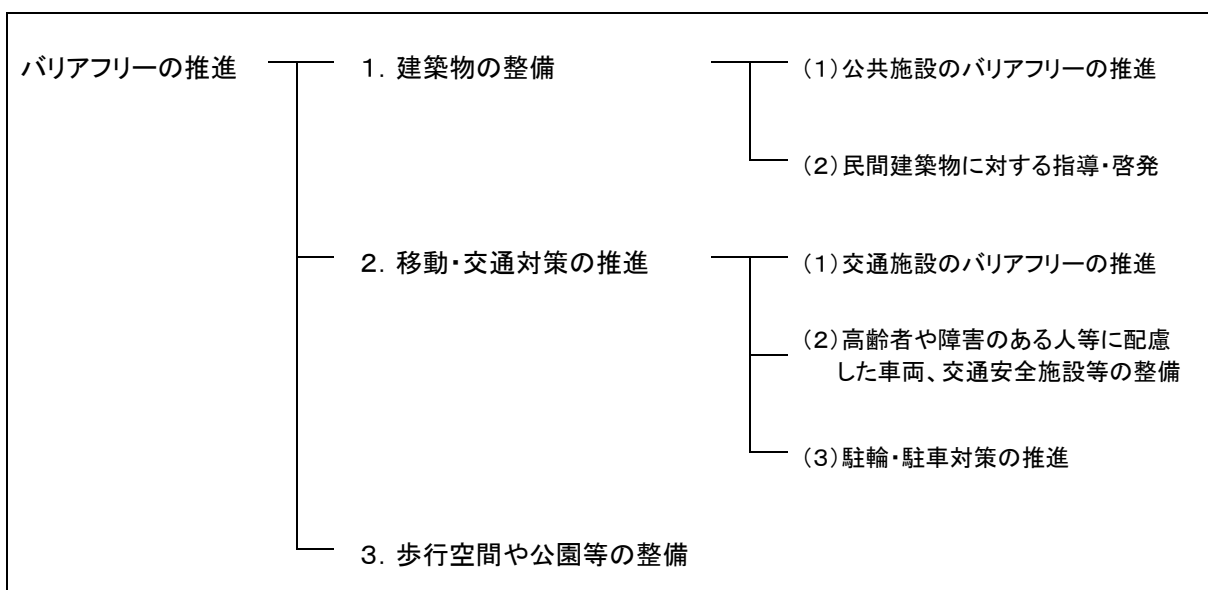 バリアフリーの推進
1．建築物の整備
（1）公共施設のバリアフリーの推進
（2）民間建築物に対する指導・啓発
2．移動・交通対策の推進
（1）交通施設のバリアフリーの推進
（2）高齢者や障害のある人等に配慮
した車両、交通安全施設等の整備
（3）駐輪・駐車対策の推進
3．歩行空間や公園等の整備